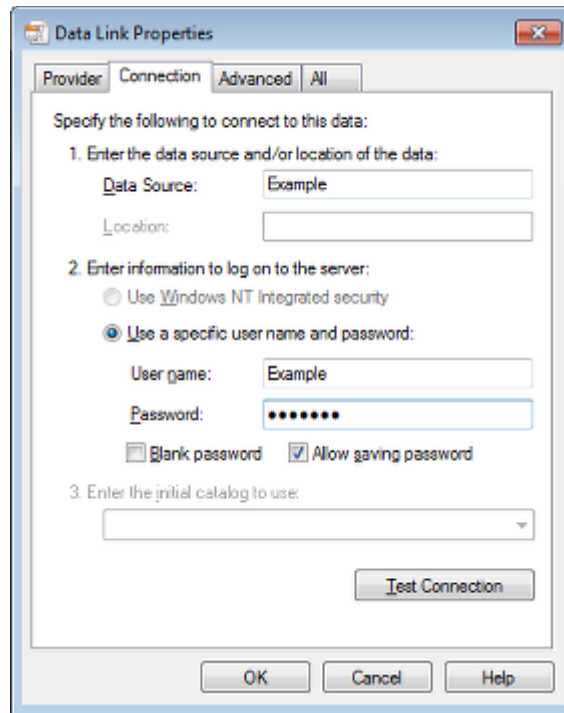 Data Link Properties
Provider Connection Advanced All
Specify the following to connect to this data:
1. Enter the data source and/or location of the data:
Data Source: Example
Location:
2. Enter information to log on to the server:
Use Windows NT Integrated security
Use a specific user name and password:
User name: Example
Password: •••••••
Blank password Allow saving password
3. Enter the initial catalog to use:
Test Connection
OK Cancel Help